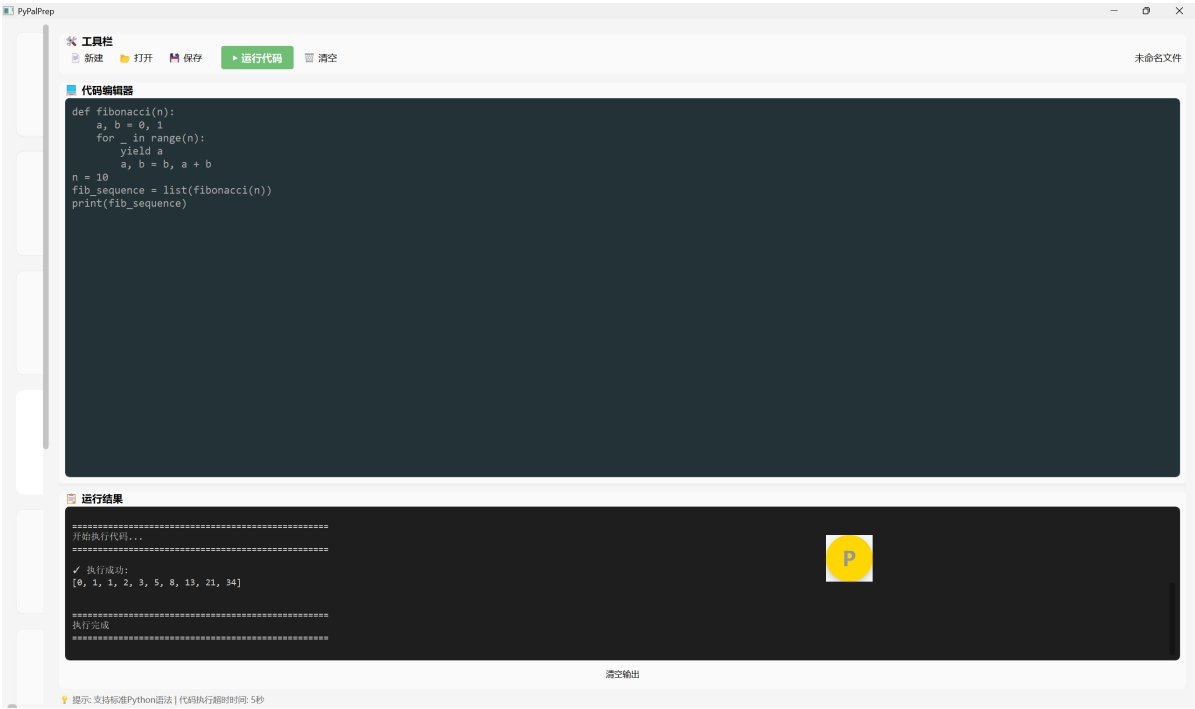 PyPalPrep
工具栏
新建 打开 保存 运行代码 清空 未命名文件
代码编辑器
def fibonacci(n):
    a, b = 0, 1
    for _ in range(n):
        yield a
        a, b = b, a + b
n = 10
fib_sequence = list(fibonacci(n))
print(fib_sequence)
运行结果
==================================================
开始执行代码...
==================================================
✓ 执行成功:
[0, 1, 1, 2, 3, 5, 8, 13, 21, 34]
P
==================================================
执行完成
==================================================
清空输出
提示: 支持标准Python语法 | 代码执行超时时间: 5秒